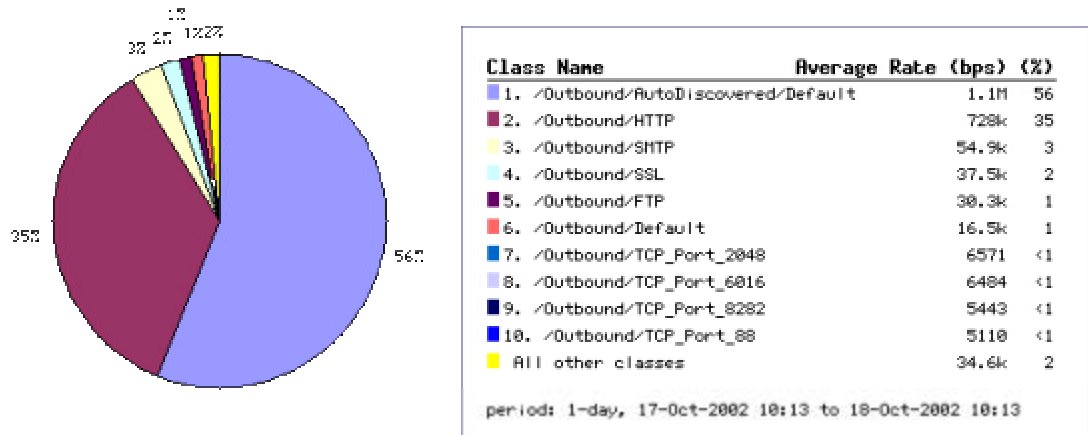 1%
3% 2% 1%2%
35%
56%
Class Name Average Rate (bps) (%)
1. /Outbound/AutoDiscovered/Default 1.1M 56
2. /Outbound/HTTP 728k 35
3. /Outbound/SMTP 54.9k 3
4. /Outbound/SSL 37.5k 2
5. /Outbound/FTP 30.3k 1
6. /Outbound/Default 16.5k 1
7. /Outbound/TCP_Port_2048 6571 <1
8. /Outbound/TCP_Port_6016 6484 <1
9. /Outbound/TCP_Port_8282 5443 <1
10. /Outbound/TCP_Port_88 5110 <1
All other classes 34.6k 2
period: 1-day, 17-Oct-2002 10:13 to 18-Oct-2002 10:13